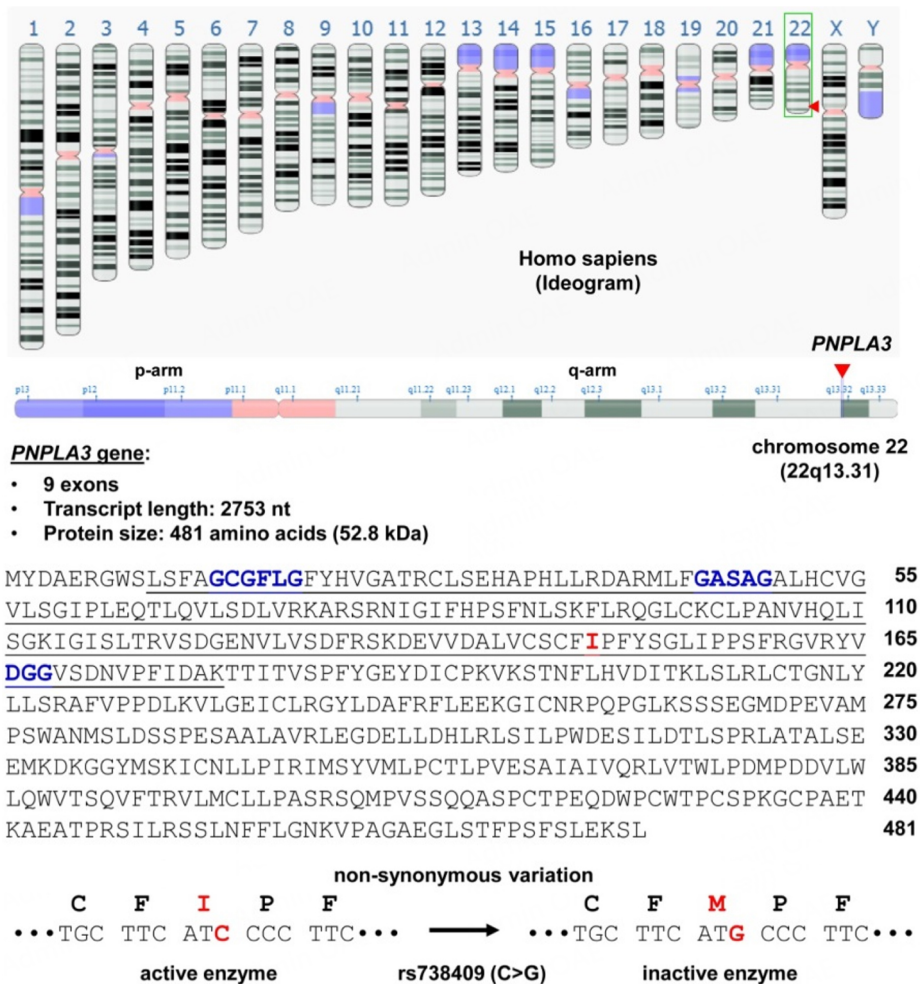 1 2 3 4 5 6 7 8 9 10 11 12 13 14 15 16 17 18 19 20 21 22 X Y
Homo sapiens
(Ideogram)
PNPLA3
p-arm q-arm
p13 p12 p11.2 p11.1 q11.1 q11.21 q11.22 q11.23 q12.1 q12.2 q12.3 q13.1 q13.2 q13.31 q13.32 q13.33
chromosome 22
(22q13.31)
PNPLA3 gene:
• 9 exons
• Transcript length: 2753 nt
• Protein size: 481 amino acids (52.8 kDa)
MYDAERGWSLSFAGCGFLGFYHVGATRCLSEHAPHLLRDARMLFGASAGALHCVG 55
VLSGIPLEQTLQVLSDLVRKARSRNIGIFHPSFNLSKFLRQGLCKCLPANVHQLI 110
SGKIGISLTRVSDGENVLVSDFRSKDEVVDALVCSCFIPFYSGLIPPSFRGVRYV 165
DGGVSDNVPFIDAKTTITVSPFYGEYDICPKVKSTNFLHVDITKLSLRLCTGNLY 220
LLSRAFVPPDLKVLGEICLRGYLDAFRFLEEKGICNRPQPGLKSSSEGMDPEVAM 275
PSWANMSLDSSPESAALAVRLEGDELLDHLRLSILPWDESILDTLSPRLATALSE 330
EMKDKGGYMSKICNLLPIRIMSYVMLPCTLPVESAIAIVQRLVTWLPDMPDDVLW 385
LQWVTSQVFTRVLMCLLPASRSQMPVSSQQASPCTPEQDWPCWTPCSPKGCPAET 440
KAEATPRSILRSSLNFFLGNKVPAGAEGLSTFPSFSLEKSL 481
non-synonymous variation
C F I P F C F M P F
•••TGC TTC ATC CCC TTC••• •••TGC TTC ATG CCC TTC•••
active enzyme rs738409 (C>G) inactive enzyme